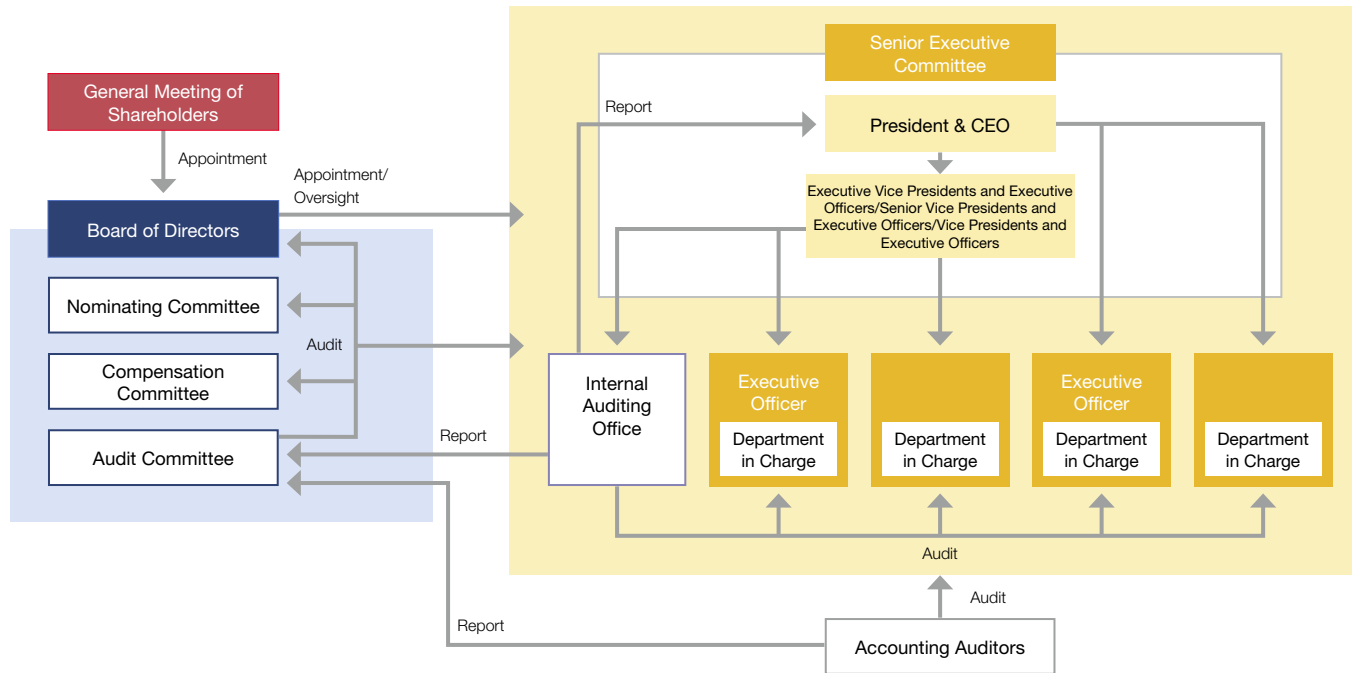 General Meeting of
Shareholders
Appointment
Appointment/
Oversight
Board of Directors
Nominating Committee
Compensation
Committee
Audit Committee
Audit
Report
Report
Senior Executive
Committee
Report
President & CEO
Executive Vice Presidents and Executive
Officers/Senior Vice Presidents and
Executive Officers/Vice Presidents and
Executive Officers
Internal
Auditing
Office
Executive
Officer
Department
in Charge
Department
in Charge
Executive
Officer
Department
in Charge
Department
in Charge
Audit
Audit
Accounting Auditors